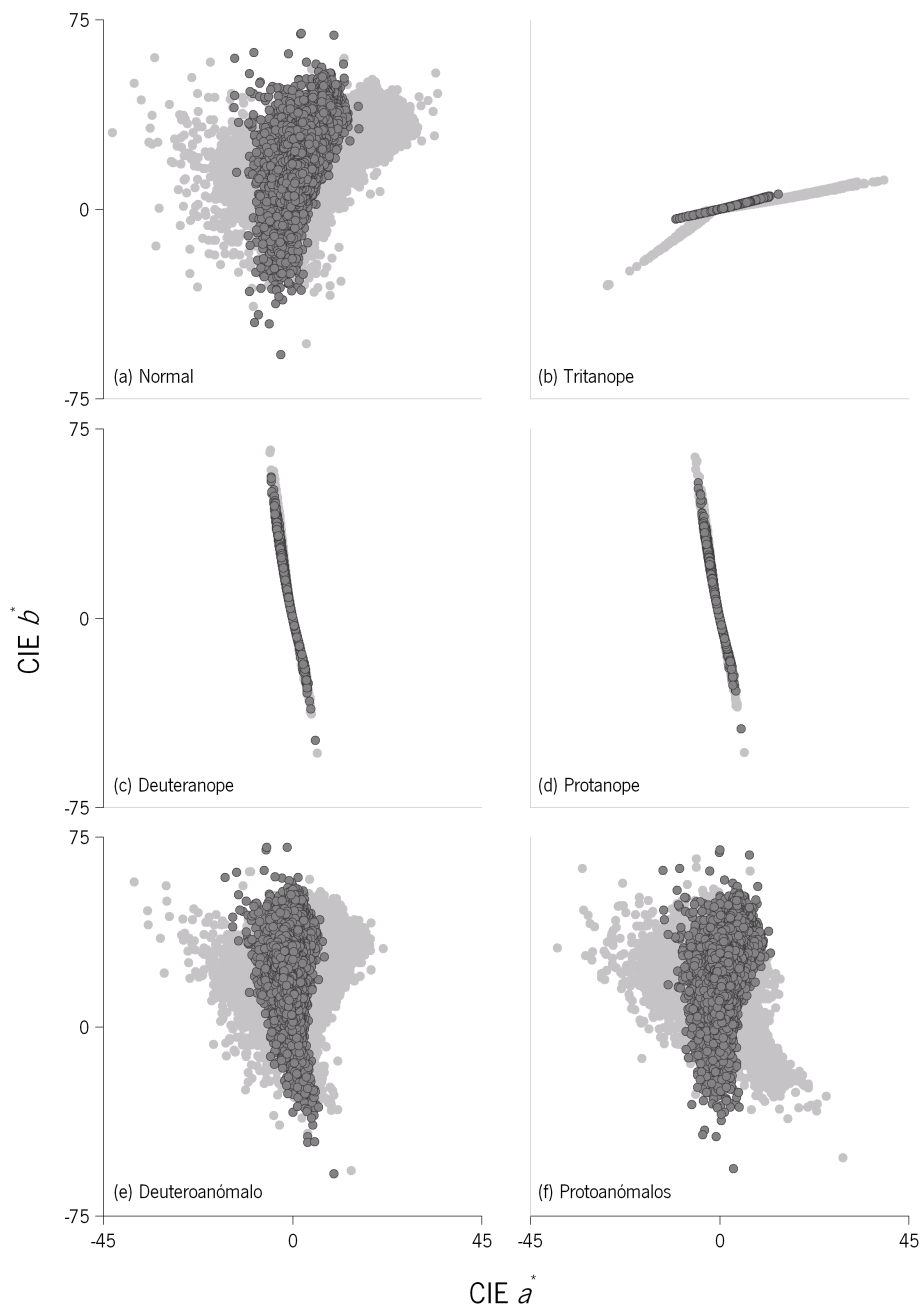 75
0
-75
(a) Normal
(b) Tritanope
75
0
-75
(c) Deuteranope
(d) Protanope
CIE b*
75
0
-75
(e) Deuteroanómalo
(f) Protoanómalos
-45 0 45
-45 0 45
CIE a*